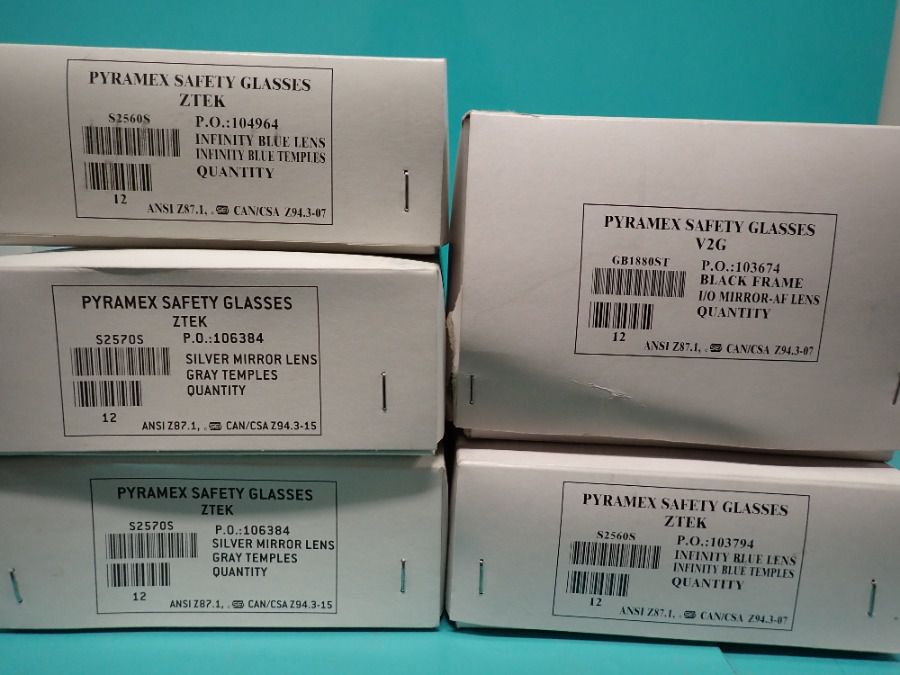 PYRAMEX SAFETY GLASSES
ZTEK
S2560S
P.O.:104964
INFINITY BLUE LENS
INFINITY BLUE TEMPLES
QUANTITY
12
ANSI Z87.1, CAN/CSA Z94.3-07
PYRAMEX SAFETY GLASSES
ZTEK
S2570S
P.O.:106384
SILVER MIRROR LENS
GRAY TEMPLES
QUANTITY
12
ANSI Z87.1, CAN/CSA Z94.3-15
PYRAMEX SAFETY GLASSES
ZTEK
S2570S
P.O.:106384
SILVER MIRROR LENS
GRAY TEMPLES
QUANTITY
12
ANSI Z87.1, CAN/CSA Z94.3-15
PYRAMEX SAFETY GLASSES
V2G
GB1880ST
P.O.:103674
BLACK FRAME
I/O MIRROR-AF LENS
QUANTITY
12
ANSI Z87.1, CAN/CSA Z94.3-07
PYRAMEX SAFETY GLASSES
ZTEK
S2560S
P.O.:103794
INFINITY BLUE LENS
INFINITY BLUE TEMPLES
QUANTITY
12
ANSI Z87.1, CAN/CSA Z94.3-07